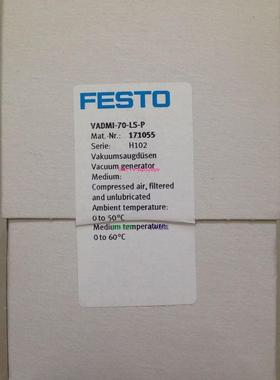 FESTO
VADMI-70-LS-P
Mat.-Nr.: 171055
Serie: H102
Vakuumsaugdüsen
Vacuum generator
Medium:
Compressed air, filtered
and unlubricated
Ambient temperature:
0 to 50°C
Medium temperature:
0 to 60°C